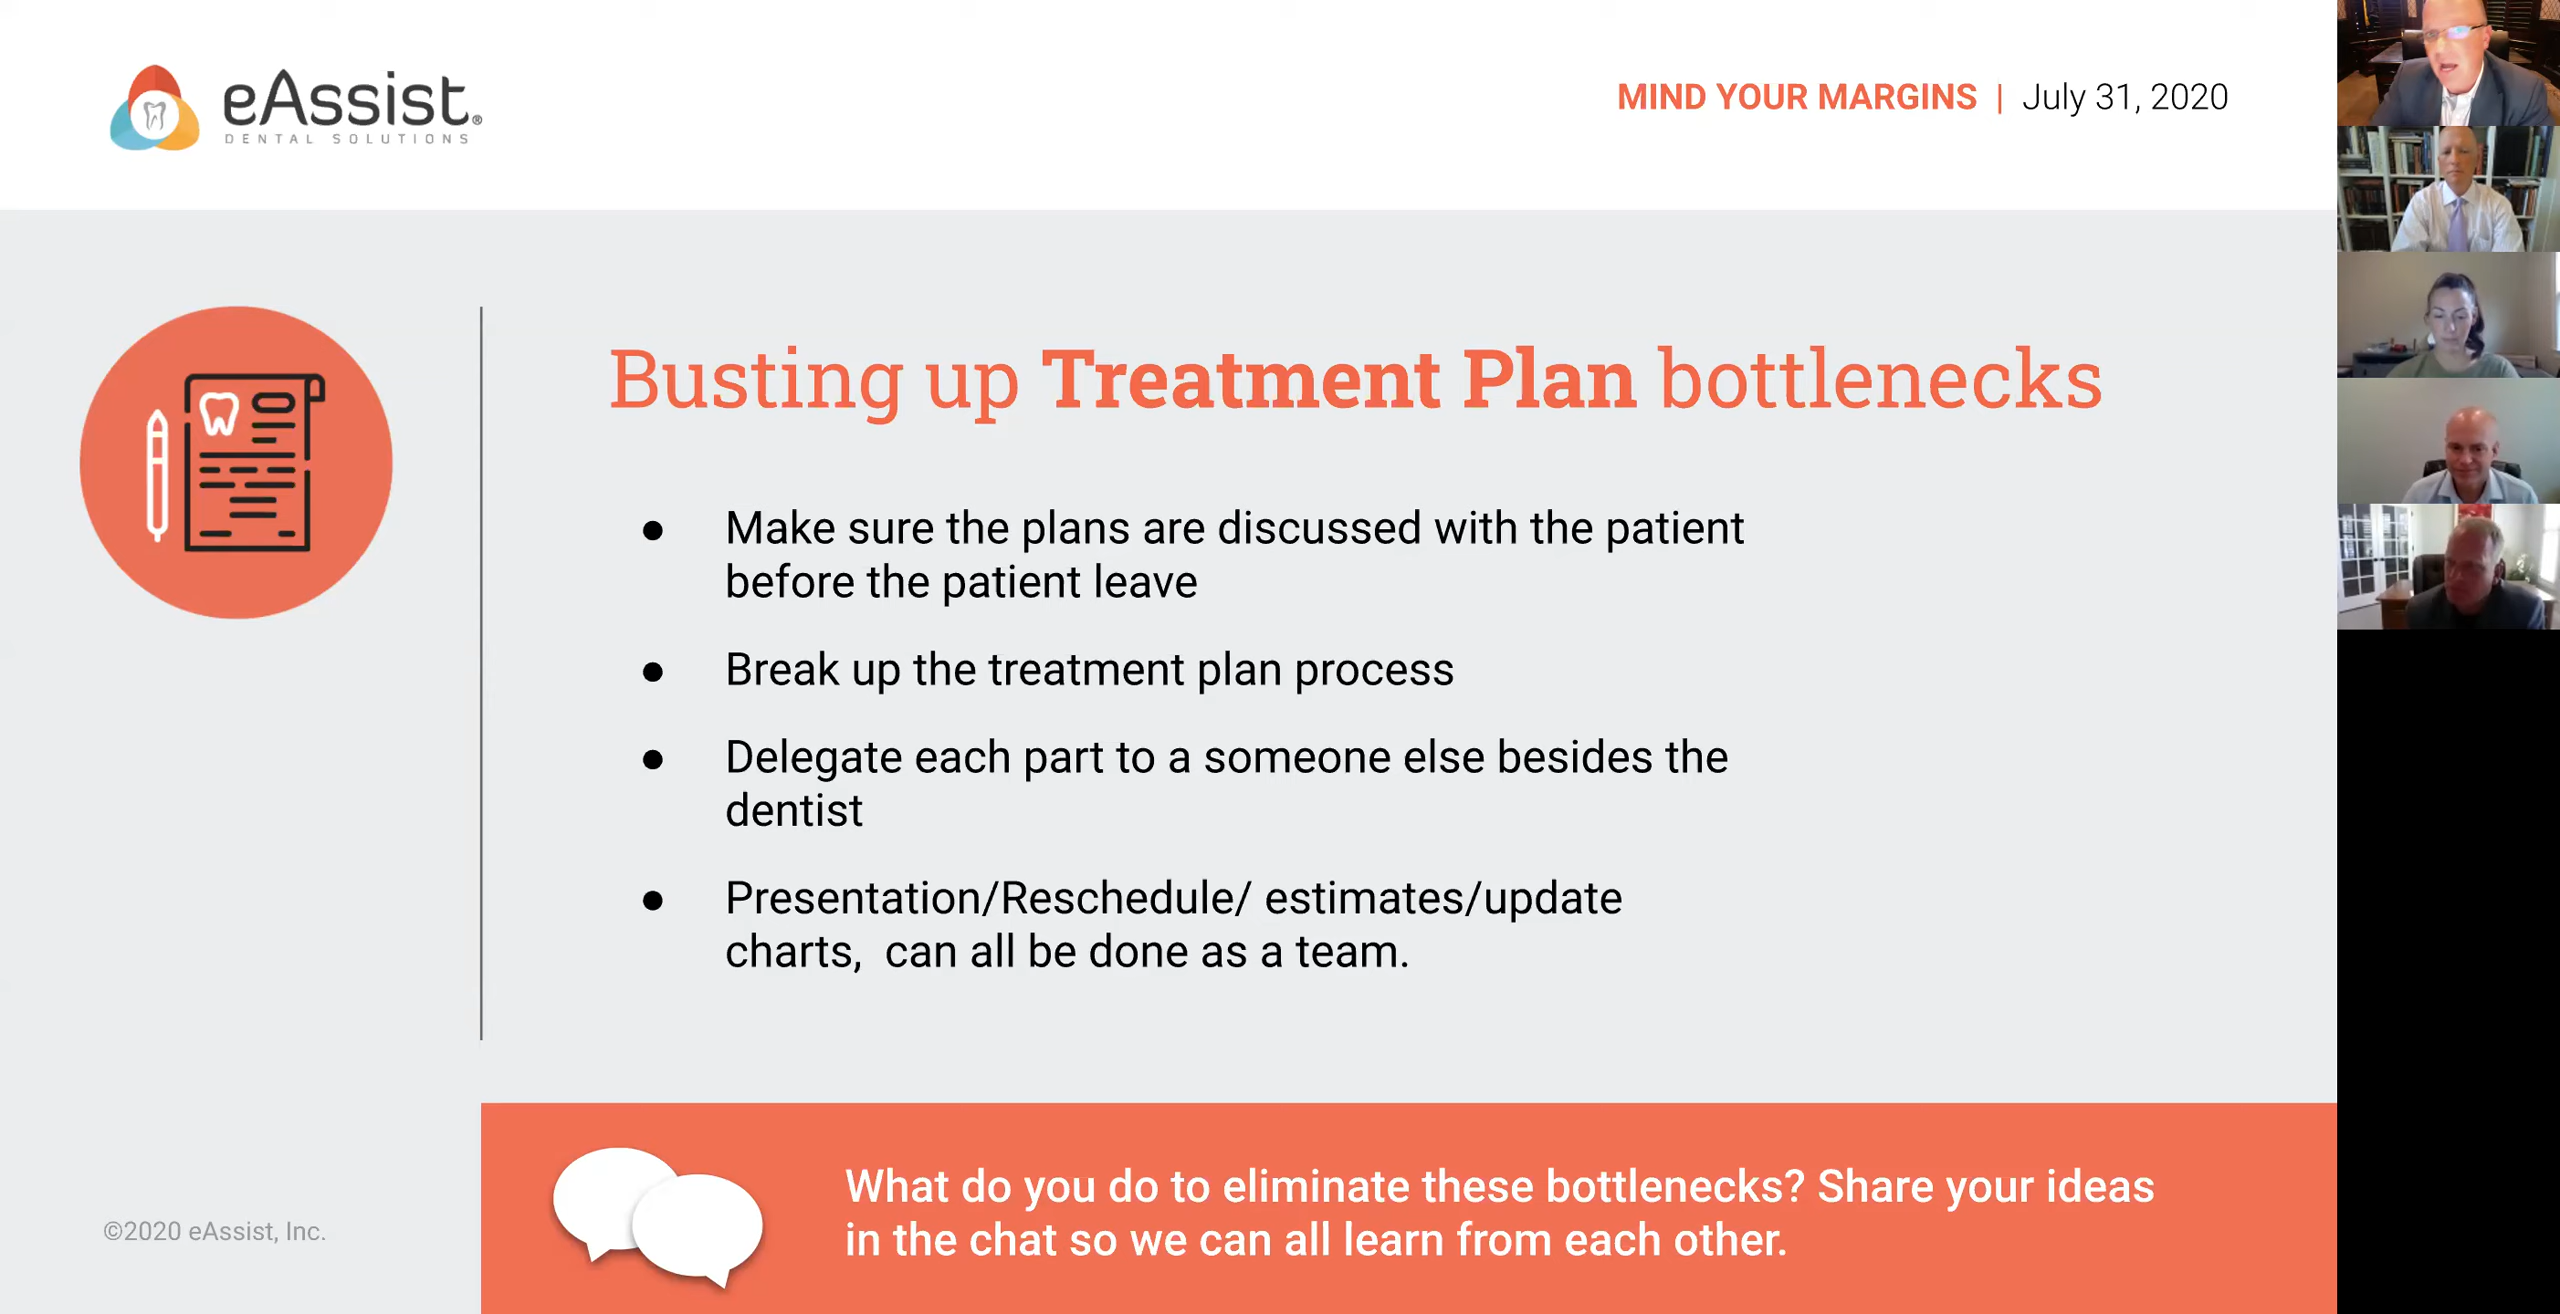 eAssist®
DENTAL SOLUTIONS
MIND YOUR MARGINS | July 31, 2020
Busting up Treatment Plan bottlenecks
● Make sure the plans are discussed with the patient
before the patient leave
● Break up the treatment plan process
● Delegate each part to a someone else besides the
dentist
● Presentation/Reschedule/ estimates/update
charts,  can all be done as a team.
What do you do to eliminate these bottlenecks? Share your ideas
in the chat so we can all learn from each other.
©2020 eAssist, Inc.